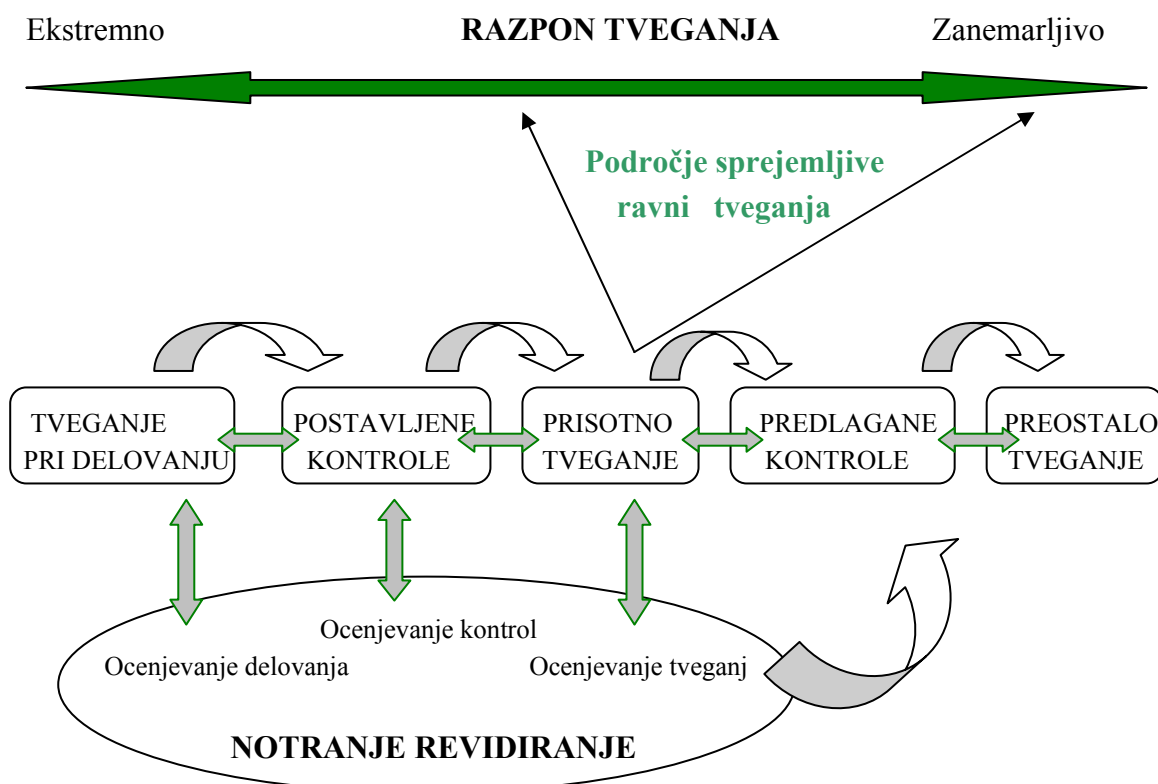 Ekstremno RAZPON TVEGANJA Zanemarljivo
Področje sprejemljive
ravni tveganja
TVEGANJE
PRI DELOVANJU
POSTAVLJENE
KONTROLE
PRISOTNO
TVEGANJE
PREDLAGANE
KONTROLE
PREOSTALO
TVEGANJE
Ocenjevanje kontrol
Ocenjevanje delovanja
Ocenjevanje tveganj
NOTRANJE REVIDIRANJE